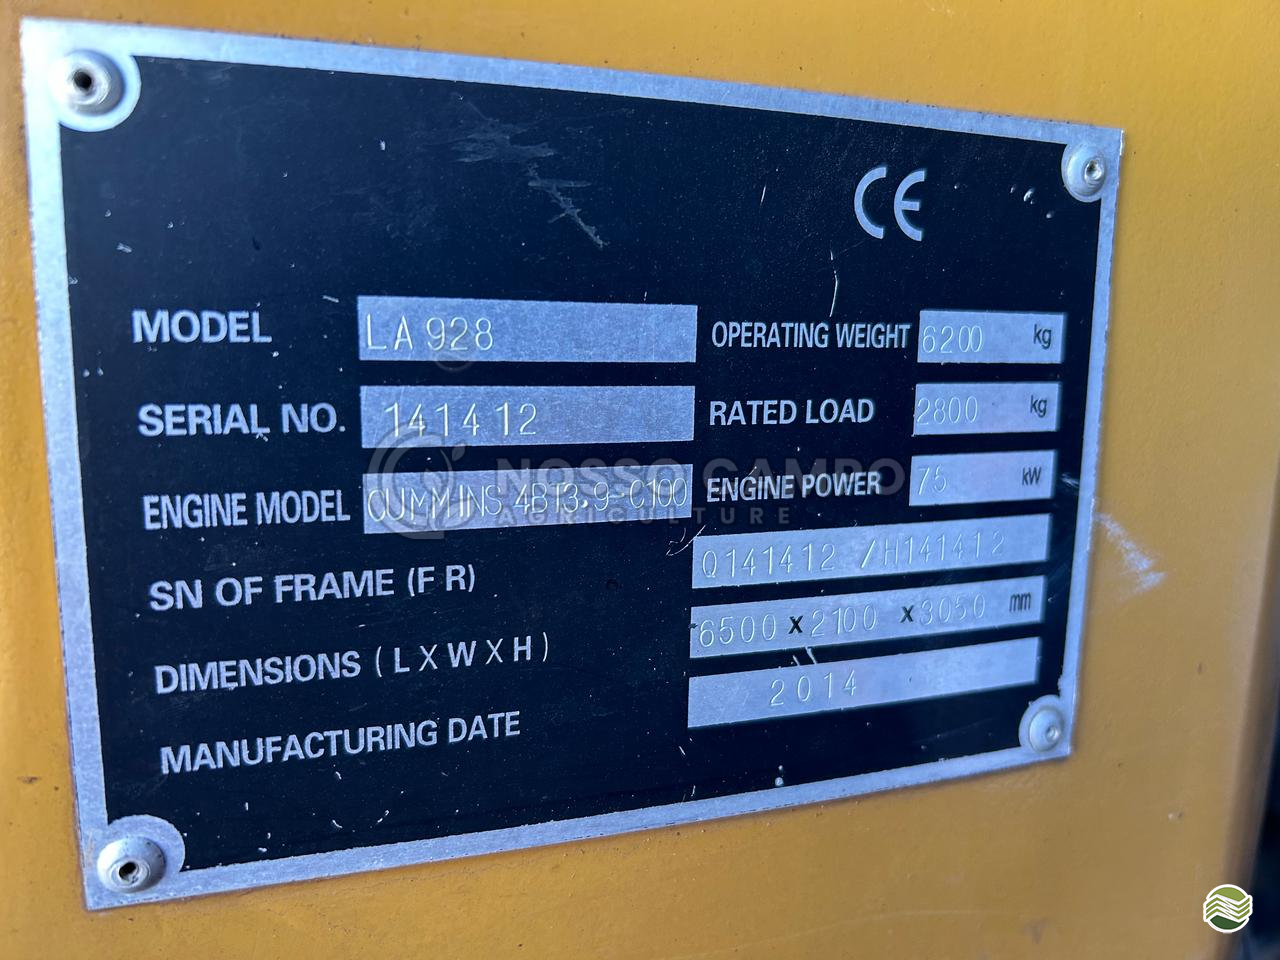 CE
MODEL LA 928 OPERATING WEIGHT 6200 kg
SERIAL NO. 141412 RATED LOAD 2800 kg
ENGINE MODEL CUMMINS 4BT3.9-C100 ENGINE POWER 75 kW
NOSSO CAMPO
AGRICULTURE
SN OF FRAME (F R) Q141412 /H141412
DIMENSIONS (L X W X H) 6500 x 2100 x 3050 mm
MANUFACTURING DATE 2014